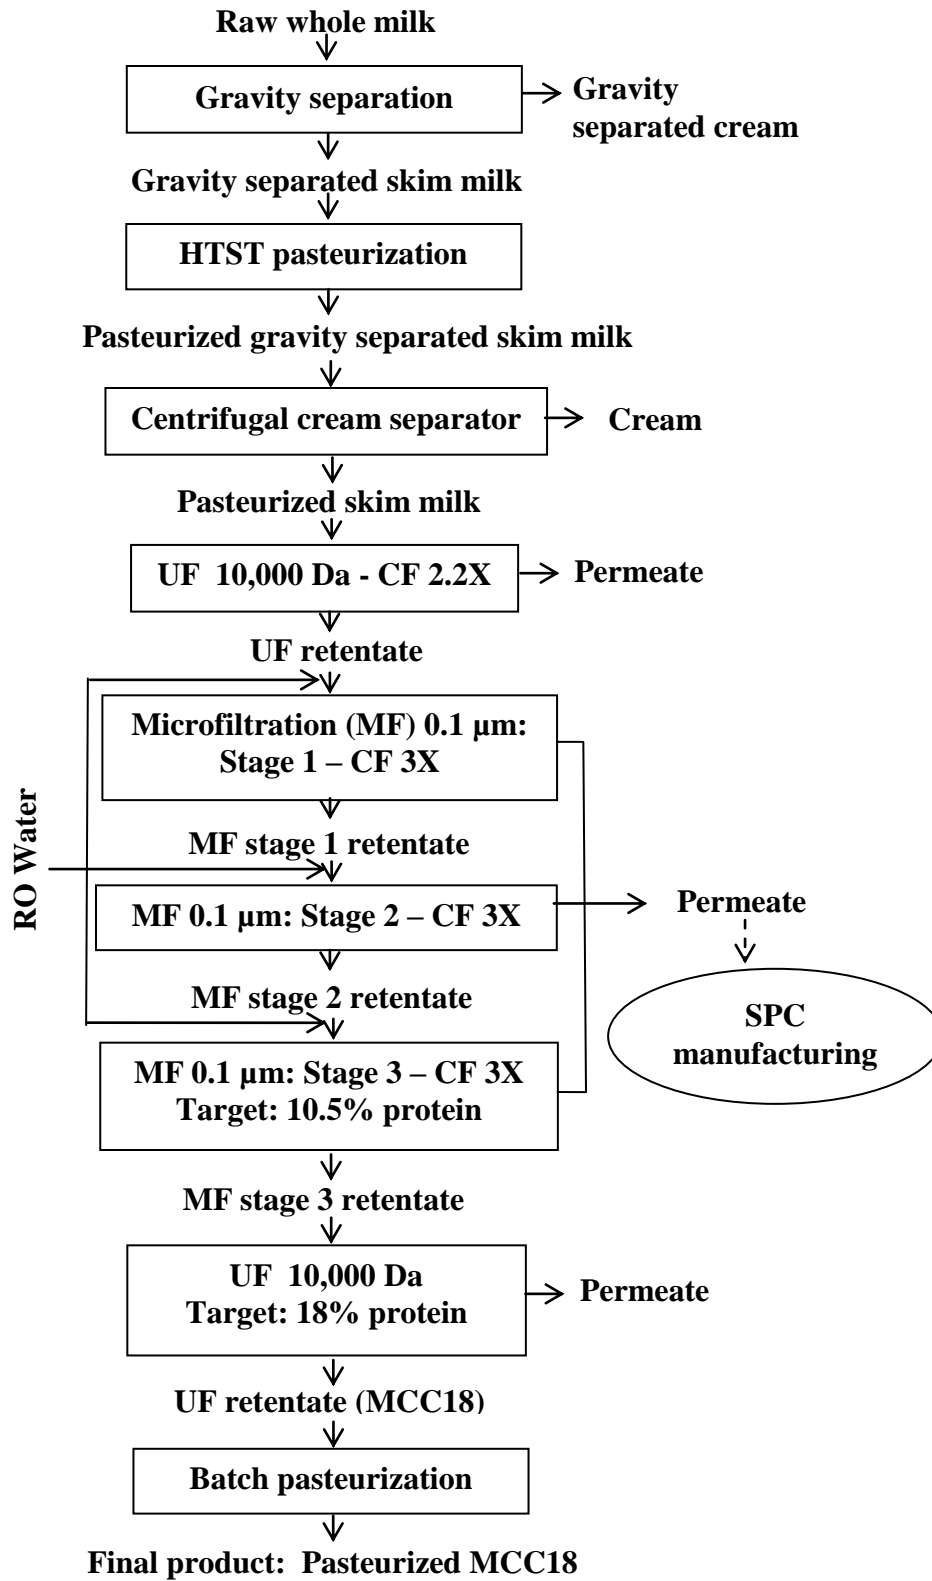 Raw whole milk
Gravity separation
Gravity
separated cream
Gravity separated skim milk
HTST pasteurization
Pasteurized gravity separated skim milk
Centrifugal cream separator
Cream
Pasteurized skim milk
UF 10,000 Da - CF 2.2X
Permeate
UF retentate
Microfiltration (MF) 0.1 µm:
Stage 1 – CF 3X
MF stage 1 retentate
RO Water
MF 0.1 µm: Stage 2 – CF 3X
Permeate
MF stage 2 retentate
SPC
manufacturing
MF 0.1 µm: Stage 3 – CF 3X
Target: 10.5% protein
MF stage 3 retentate
UF 10,000 Da
Target: 18% protein
Permeate
UF retentate (MCC18)
Batch pasteurization
Final product: Pasteurized MCC18